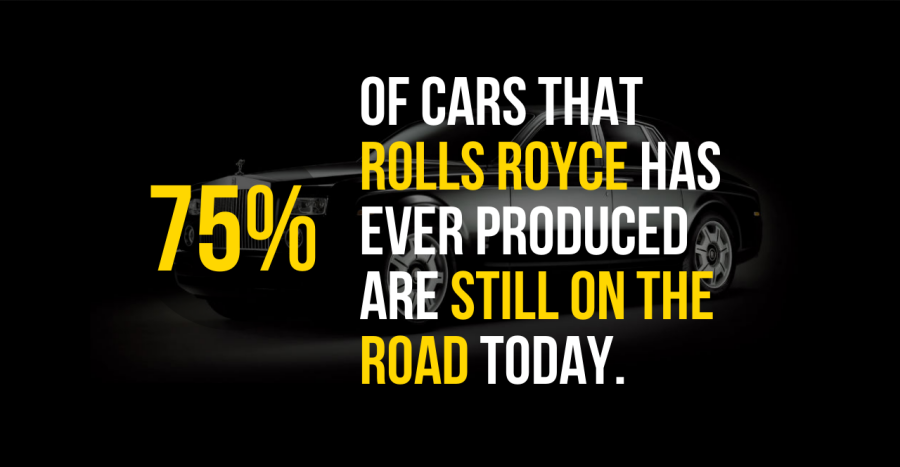 75%
OF CARS THAT
ROLLS ROYCE HAS
EVER PRODUCED
ARE STILL ON THE
ROAD TODAY.